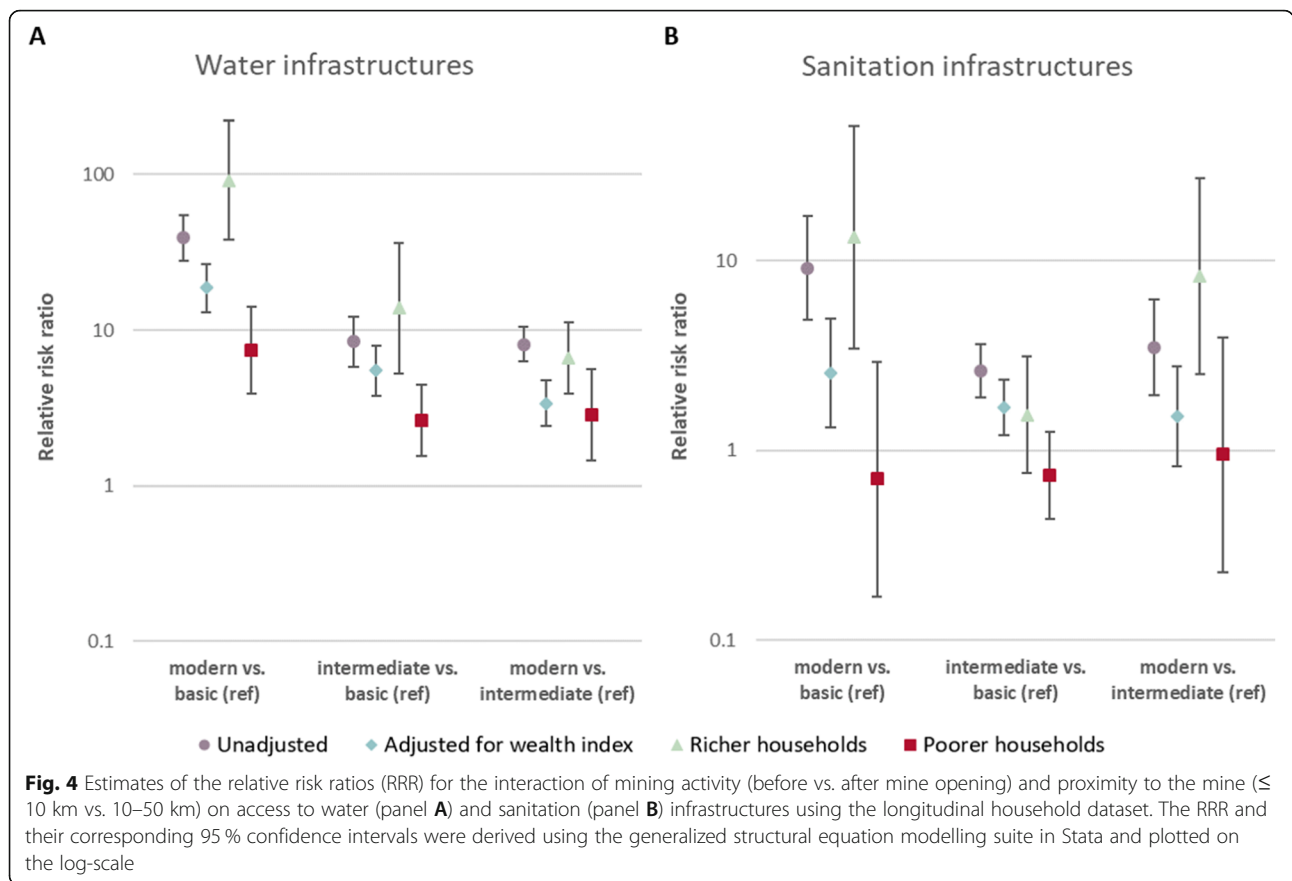 A
Water infrastructures
Relative risk ratio
100
10
1
0.1
modern vs.
basic (ref)
intermediate vs.
basic (ref)
modern vs.
intermediate (ref)
B
Sanitation infrastructures
Relative risk ratio
10
1
0.1
modern vs.
basic (ref)
intermediate vs.
basic (ref)
modern vs.
intermediate (ref)
Unadjusted
Adjusted for wealth index
Richer households
Poorer households
Fig. 4 Estimates of the relative risk ratios (RRR) for the interaction of mining activity (before vs. after mine opening) and proximity to the mine (≤
10 km vs. 10–50 km) on access to water (panel A) and sanitation (panel B) infrastructures using the longitudinal household dataset. The RRR and
their corresponding 95 % confidence intervals were derived using the generalized structural equation modelling suite in Stata and plotted on
the log-scale